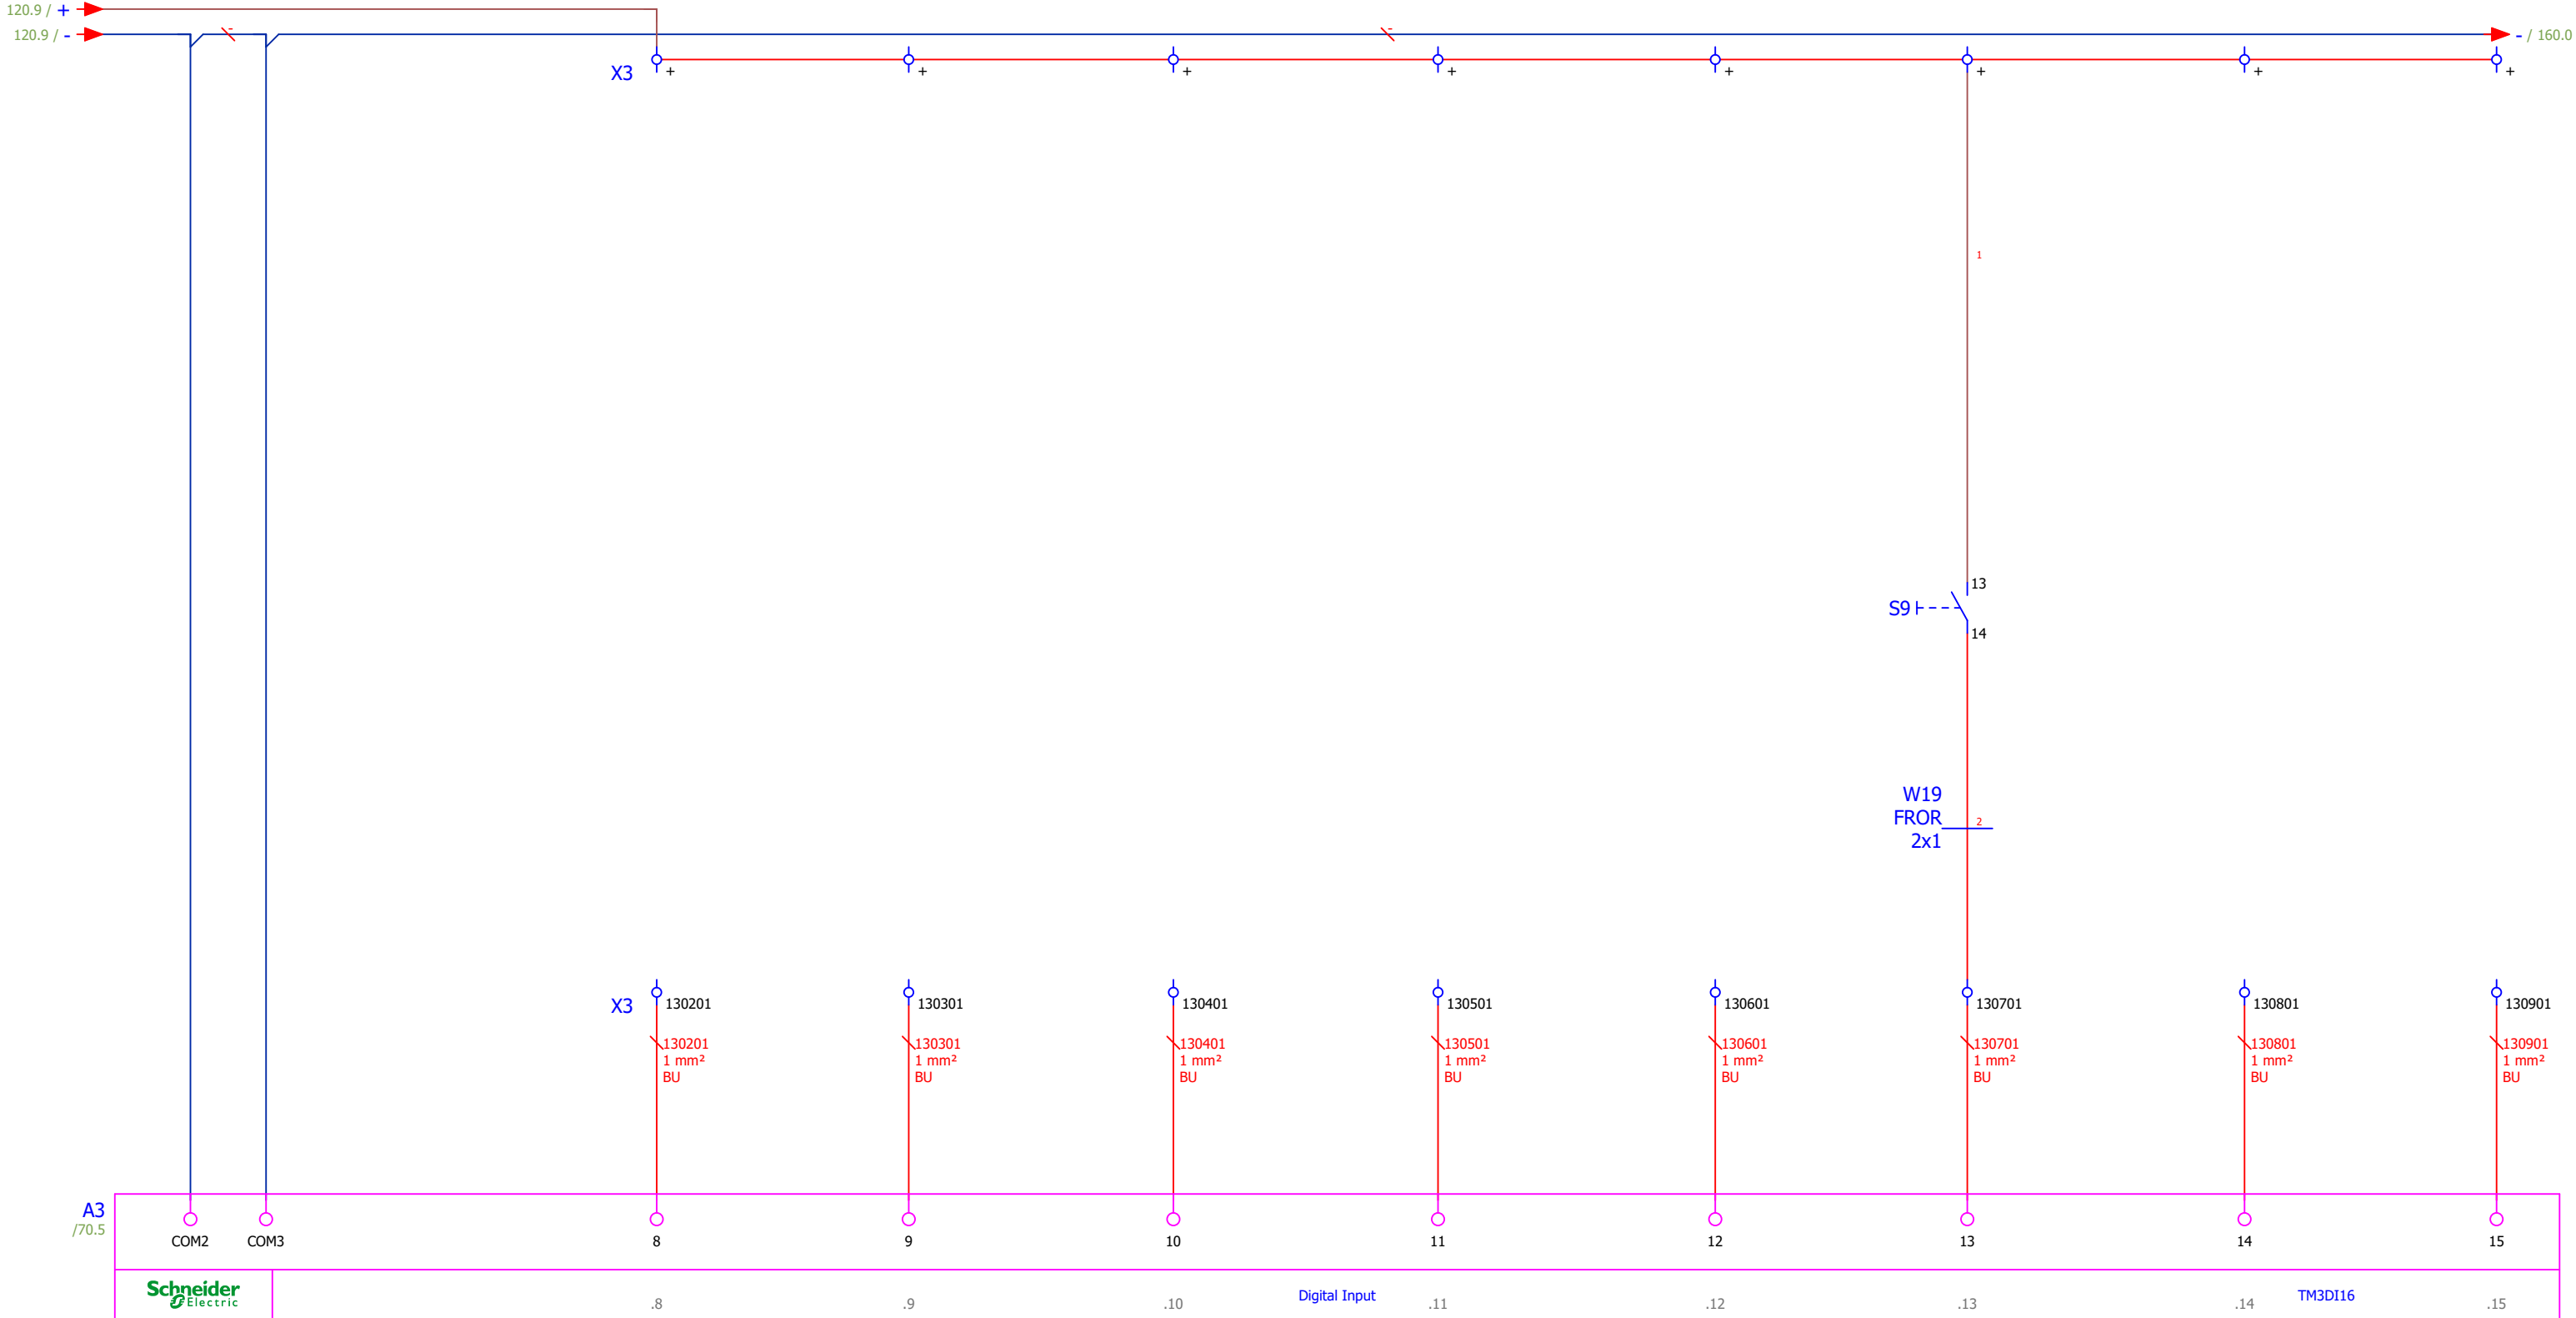 120.9 / +
120.9 / -
- / 160.0
X3
+ + + + + + + +
- -
1
13
S9
14
W19
FROR
2x1
2
X3
130201 130301 130401 130501 130601 130701 130801 130901
130201 130301 130401 130501 130601 130701 130801 130901
1 mm² 1 mm² 1 mm² 1 mm² 1 mm² 1 mm² 1 mm² 1 mm²
BU BU BU BU BU BU BU BU
A3
/70.5
COM2 COM3 8 9 10 11 12 13 14 15
Schneider
Electric
Digital Input
TM3DI16
.8 .9 .10 .11 .12 .13 .14 .15